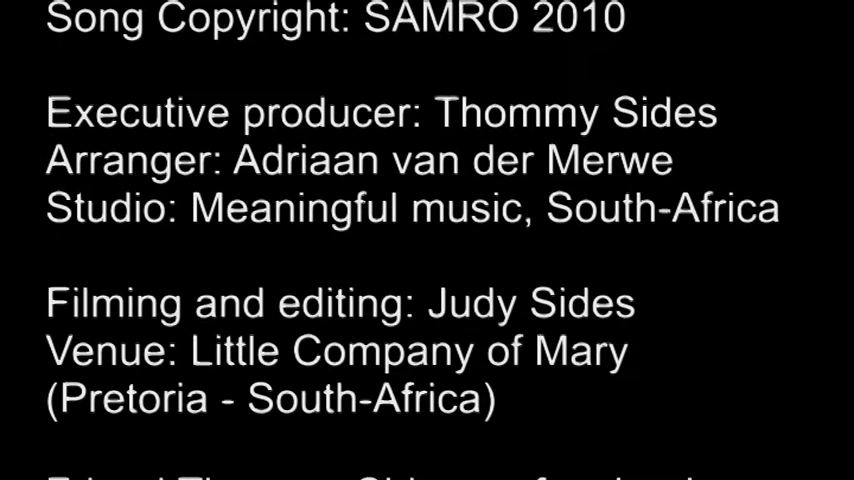 Song Copyright: SAMRO 2010
Executive producer: Thommy Sides
Arranger: Adriaan van der Merwe
Studio: Meaningful music, South-Africa
Filming and editing: Judy Sides
Venue: Little Company of Mary
(Pretoria - South-Africa)